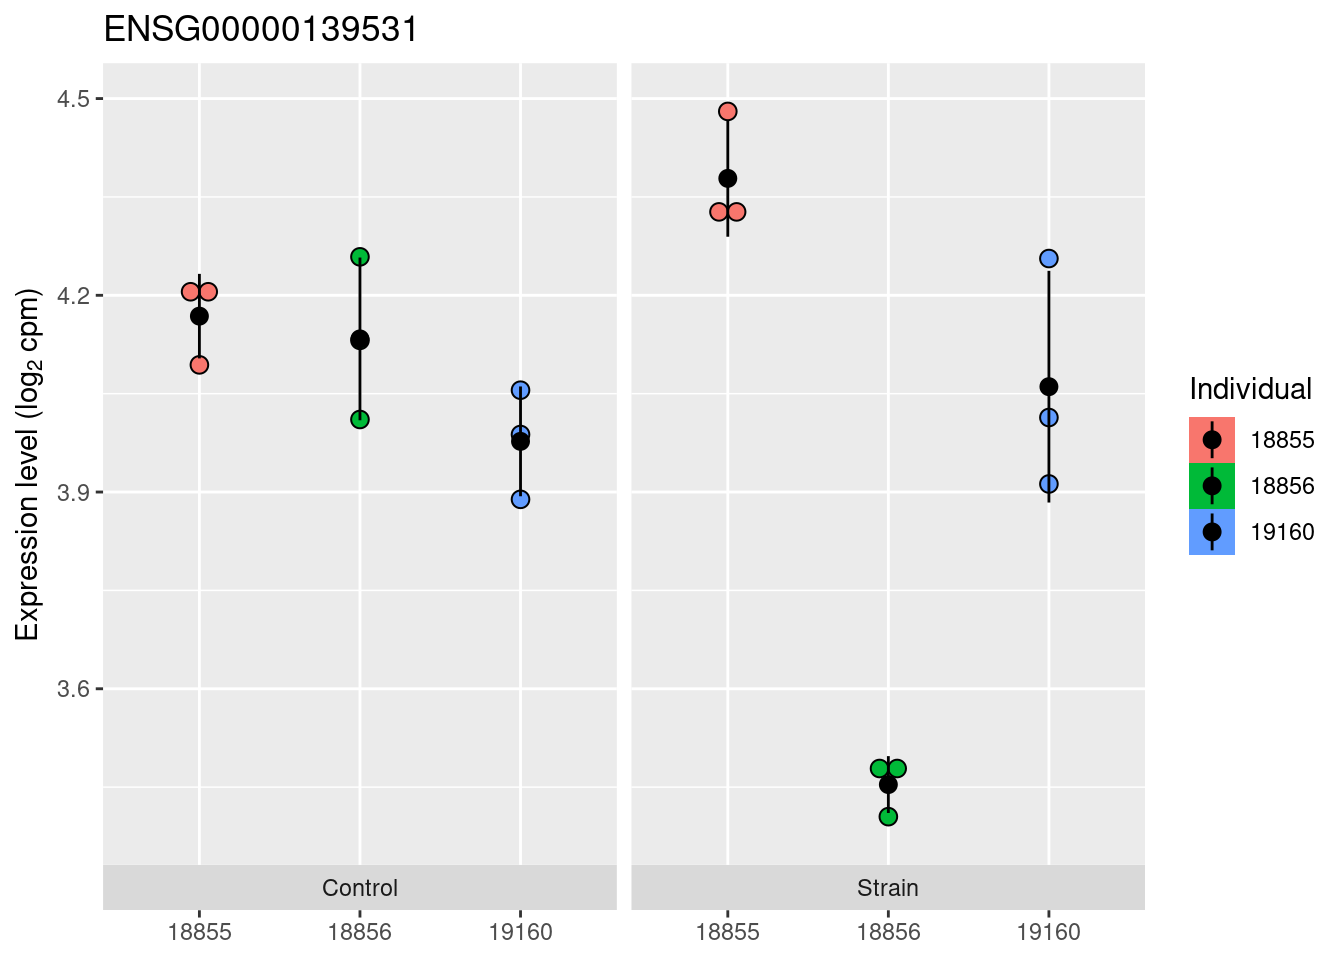 ENSG00000139531
Expression level (log₂ cpm)
4.5
4.2
3.9
3.6
Control
Strain
18855
18856
19160
18855
18856
19160
Individual
18855
18856
19160